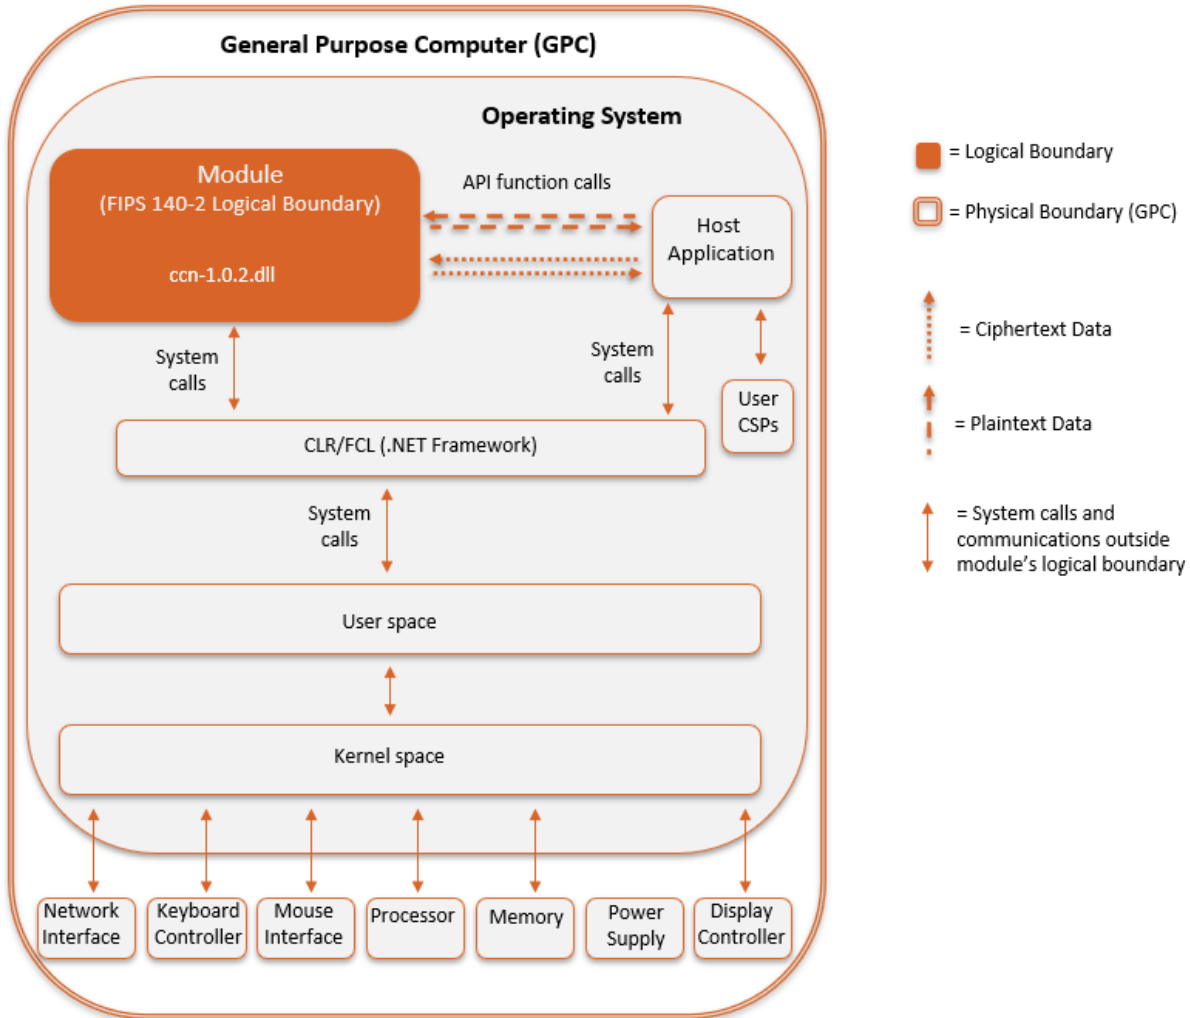 General Purpose Computer (GPC)
Operating System
Module
(FIPS 140-2 Logical Boundary)
ccn-1.0.2.dll
API function calls
Host
Application
System
calls
System
calls
User
CSPs
CLR/FCL (.NET Framework)
System
calls
User space
Kernel space
Network
Interface
Keyboard
Controller
Mouse
Interface
Processor
Memory
Power
Supply
Display
Controller
= Logical Boundary
= Physical Boundary (GPC)
= Ciphertext Data
= Plaintext Data
= System calls and
communications outside
module’s logical boundary